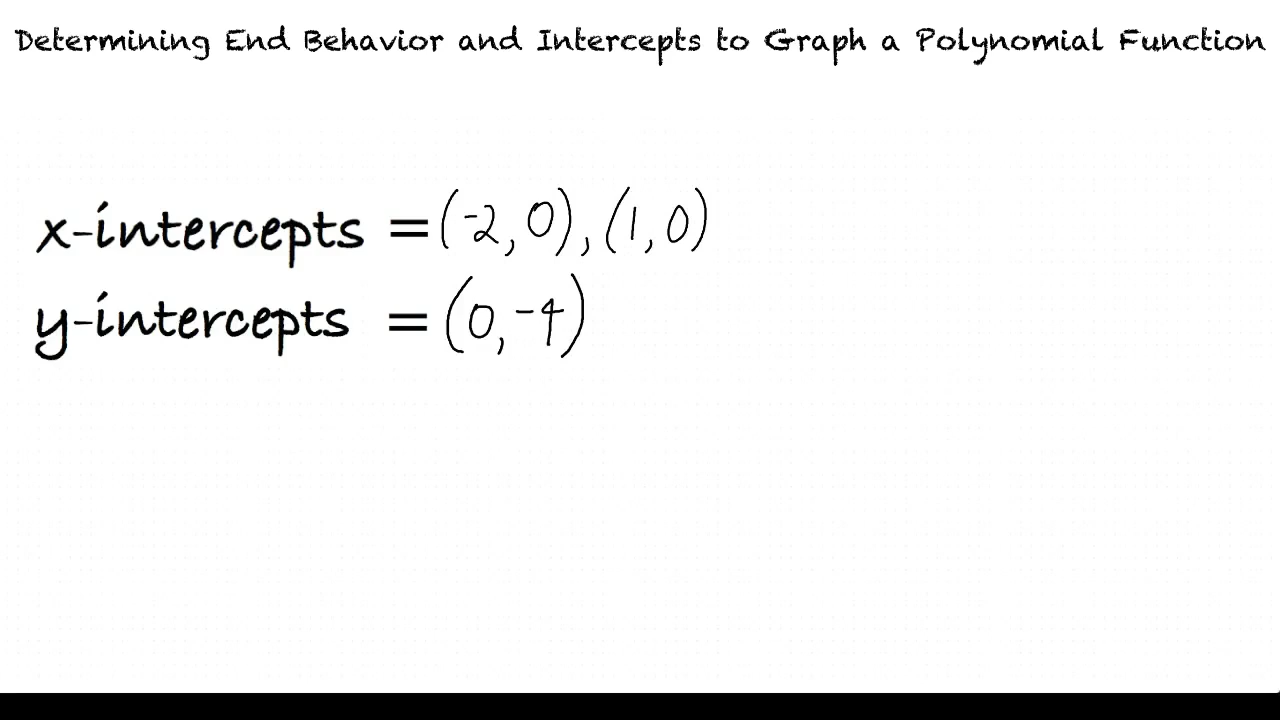 Determining End Behavior and Intercepts to Graph a Polynomial Function
x-intercepts = (-2, 0), (1, 0)
y-intercepts = (0, -4)